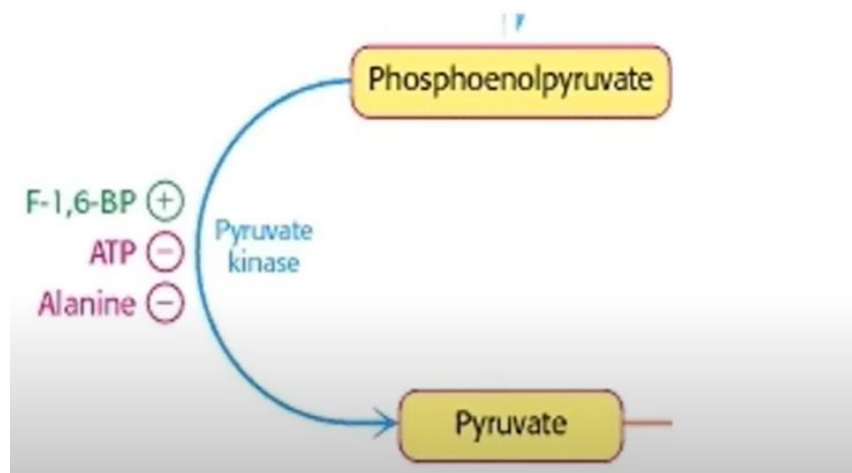 Phosphoenolpyruvate
F-1,6-BP +
ATP −
Alanine −
Pyruvate
kinase
Pyruvate